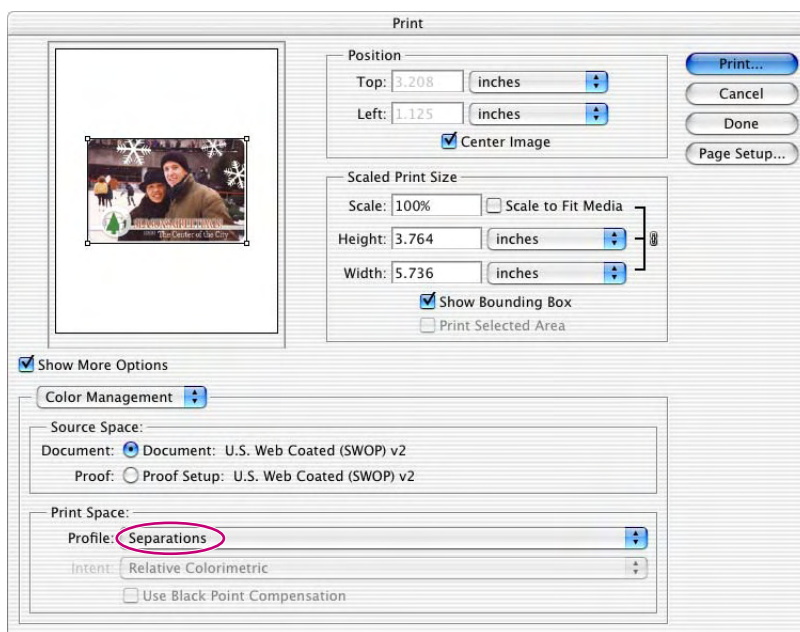 Print
Position
Top: 3.208 inches
Left: 1.125 inches
Center Image
Print...
Cancel
Done
Page Setup...
SEASONS GREETINGS
The Center of the City
Scaled Print Size
Scale: 100% Scale to Fit Media
Height: 3.764 inches
Width: 5.736 inches
Show Bounding Box
Print Selected Area
Show More Options
Color Management
Source Space:
Document: Document: U.S. Web Coated (SWOP) v2
Proof: Proof Setup: U.S. Web Coated (SWOP) v2
Print Space:
Profile: Separations
Intent: Relative Colorimetric
Use Black Point Compensation